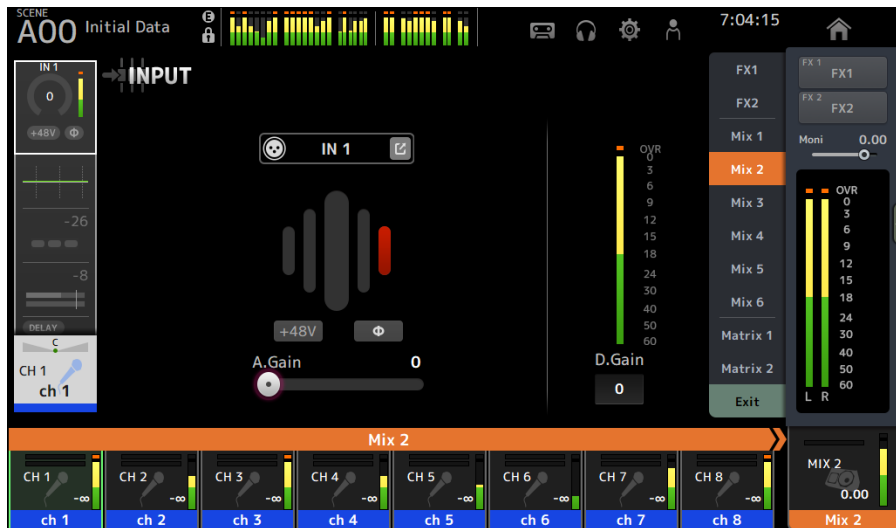 SCENE
A00 Initial Data
E
7:04:15
IN 1
0
+48V Φ
-26
-8
DELAY
C
CH 1
ch 1
INPUT
IN 1
+48V Φ
A.Gain 0
OVR
0
3
6
9
12
15
18
24
30
40
50
60
D.Gain
0
FX1
FX2
Mix 1
Mix 2
Mix 3
Mix 4
Mix 5
Mix 6
Matrix 1
Matrix 2
Exit
FX 1
FX1
FX 2
FX2
Moni 0.00
OVR
0
3
6
9
12
15
18
24
30
40
50
60
L R
Mix 2
CH 1 CH 2 CH 3 CH 4 CH 5 CH 6 CH 7 CH 8
-∞ -∞ -∞ -∞ -∞ -∞ -∞ -∞
ch 1 ch 2 ch 3 ch 4 ch 5 ch 6 ch 7 ch 8
MIX 2
0.00
Mix 2